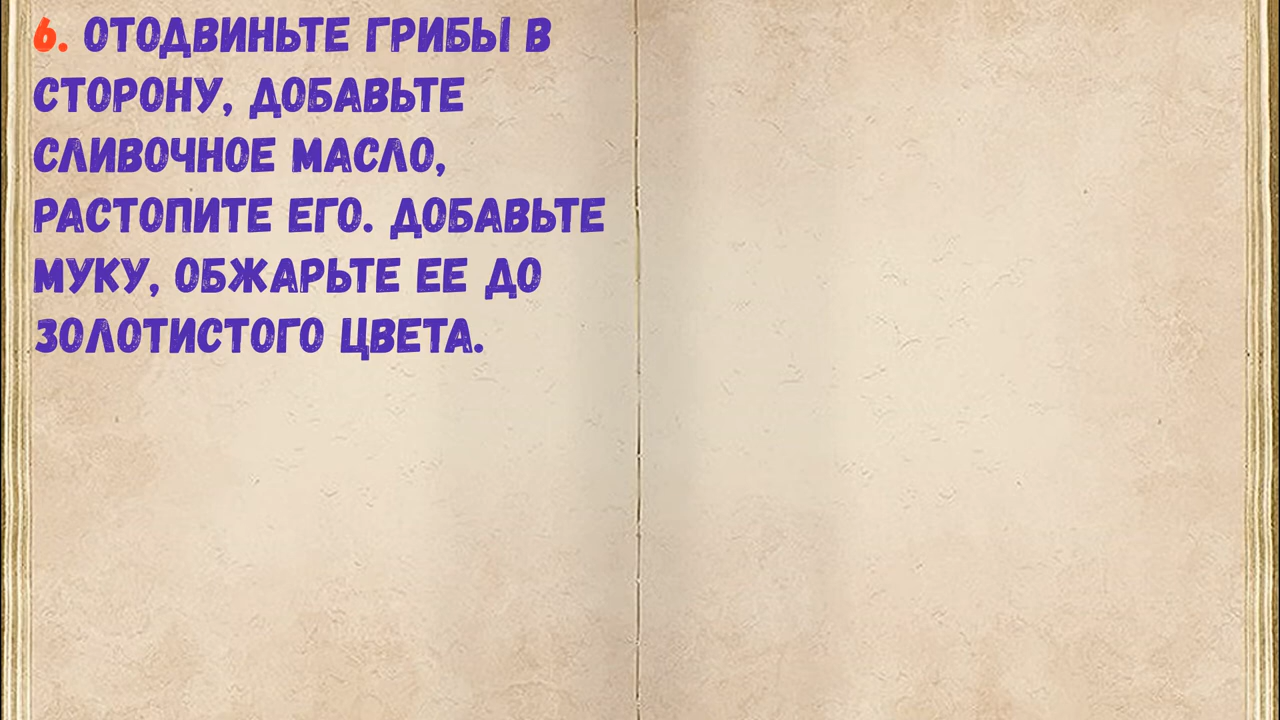 6. ОТОДВИНЬТЕ ГРИБЫ В
СТОРОНУ, ДОБАВЬТЕ
СЛИВОЧНОЕ МАСЛО,
РАСТОПИТЕ ЕГО. ДОБАВЬТЕ
МУКУ, ОБЖАРЬТЕ ЕЕ ДО
ЗОЛОТИСТОГО ЦВЕТА.